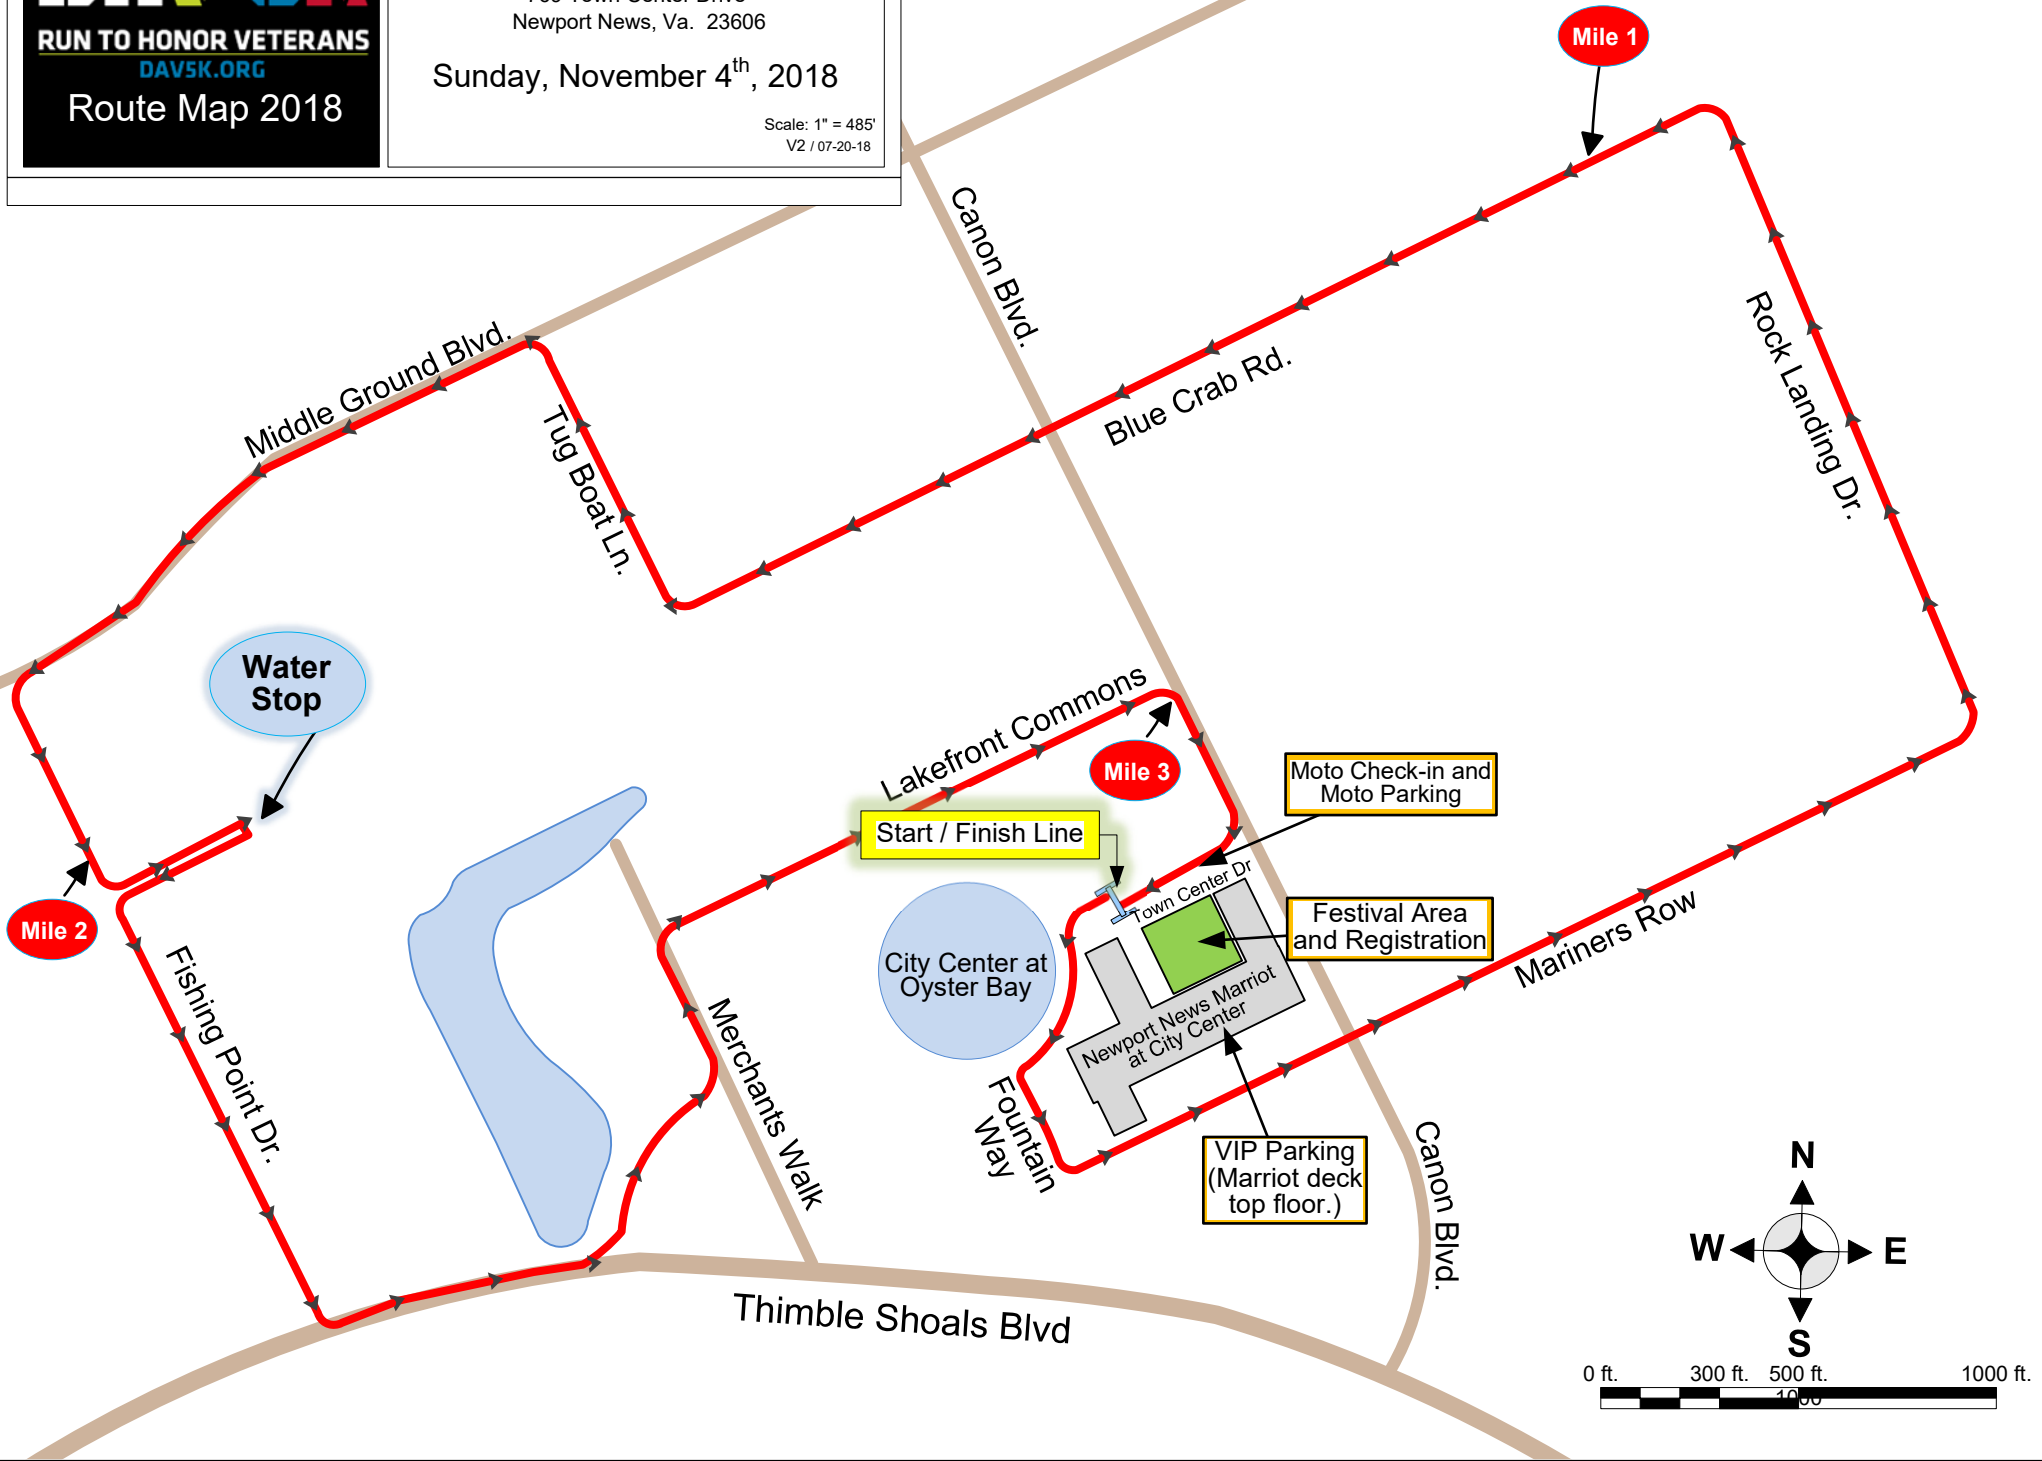 RUN TO HONOR VETERANS
DAV5K.ORG
Route Map 2018
Newport News, Va.  23606
Sunday, November 4th, 2018
Scale: 1" = 485'
V2 / 07-20-18
Mile 1
Canon Blvd.
Blue Crab Rd.
Rock Landing Dr.
Middle Ground Blvd.
Tug Boat Ln.
Water
Stop
Lakefront Commons
Mile 3
Moto Check-in and
Moto Parking
Start / Finish Line
Town Center Dr
Festival Area
and Registration
Mile 2
City Center at
Oyster Bay
Newport News Marriot
at City Center
Mariners Row
Fishing Point Dr.
Merchants Walk
Fountain
Way
VIP Parking
(Marriot deck
top floor.)
Canon Blvd.
Thimble Shoals Blvd
N
W
E
S
0 ft.
300 ft.
500 ft.
1000 ft.
1000